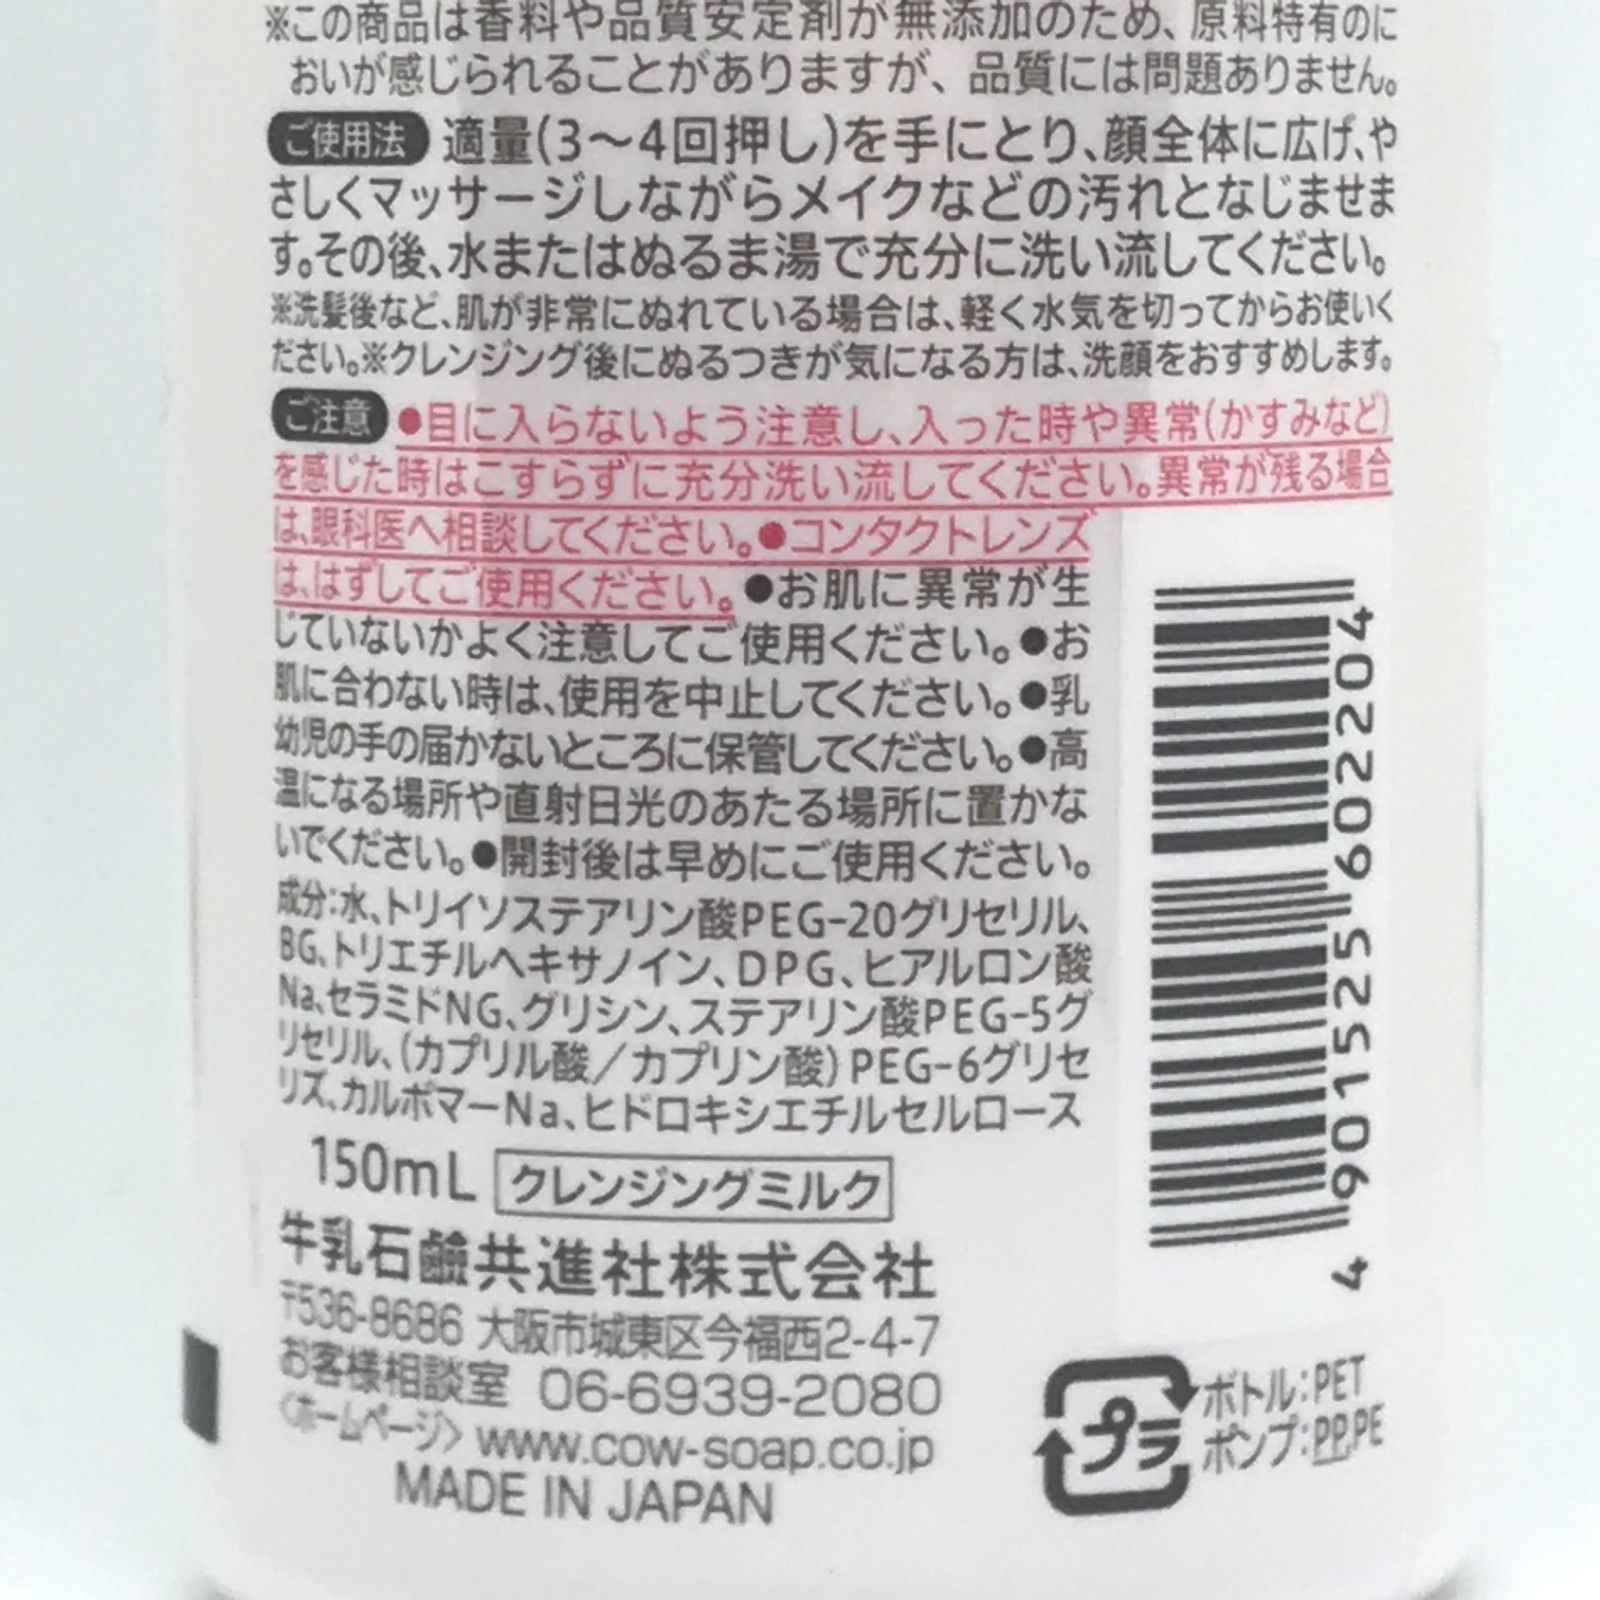 ※この商品は香料や品質安定剤が無添加のため、原料特有のに
おいが感じられることがありますが、品質には問題ありません。
ご使用法 適量(3〜4回押し)を手にとり、顔全体に広げ、や
さしくマッサージしながらメイクなどの汚れとなじませま
す。その後、水またはぬるま湯で充分に洗い流してください。
※洗髪後など、肌が非常にぬれている場合は、軽く水気を切ってからお使いく
ださい。※クレンジング後にぬるつきが気になる方は、洗顔をおすすめします。
ご注意 ●目に入らないよう注意し、入った時や異常(かすみなど)
を感じた時はこすらずに充分洗い流してください。異常が残る場合
は、眼科医へ相談してください。●コンタクトレンズ
は、はずしてご使用ください。●お肌に異常が生
じていないかよく注意してご使用ください。●お
肌に合わない時は、使用を中止してください。●乳
幼児の手の届かないところに保管してください。●高
温になる場所や直射日光のあたる場所に置かな
いでください。●開封後は早めにご使用ください。
成分:水、トリイソステアリン酸PEG-20グリセリル、
BG、トリエチルヘキサノイン、DPG、ヒアルロン酸
Na、セラミドNG、グリシン、ステアリン酸PEG-5グ
リセリル、(カプリル酸/カプリン酸)PEG-6グリセ
リズ、カルボマーNa、ヒドロキシエチルセルロース
150mL クレンジングミルク
牛乳石鹼共進社株式会社
〒536-8686 大阪市城東区今福西2-4-7
お客様相談室 06-6939-2080
〈ホームページ〉www.cow-soap.co.jp
MADE IN JAPAN
4 901525 602204
プラ
ボトル:PET
ポンプ:PP,PE